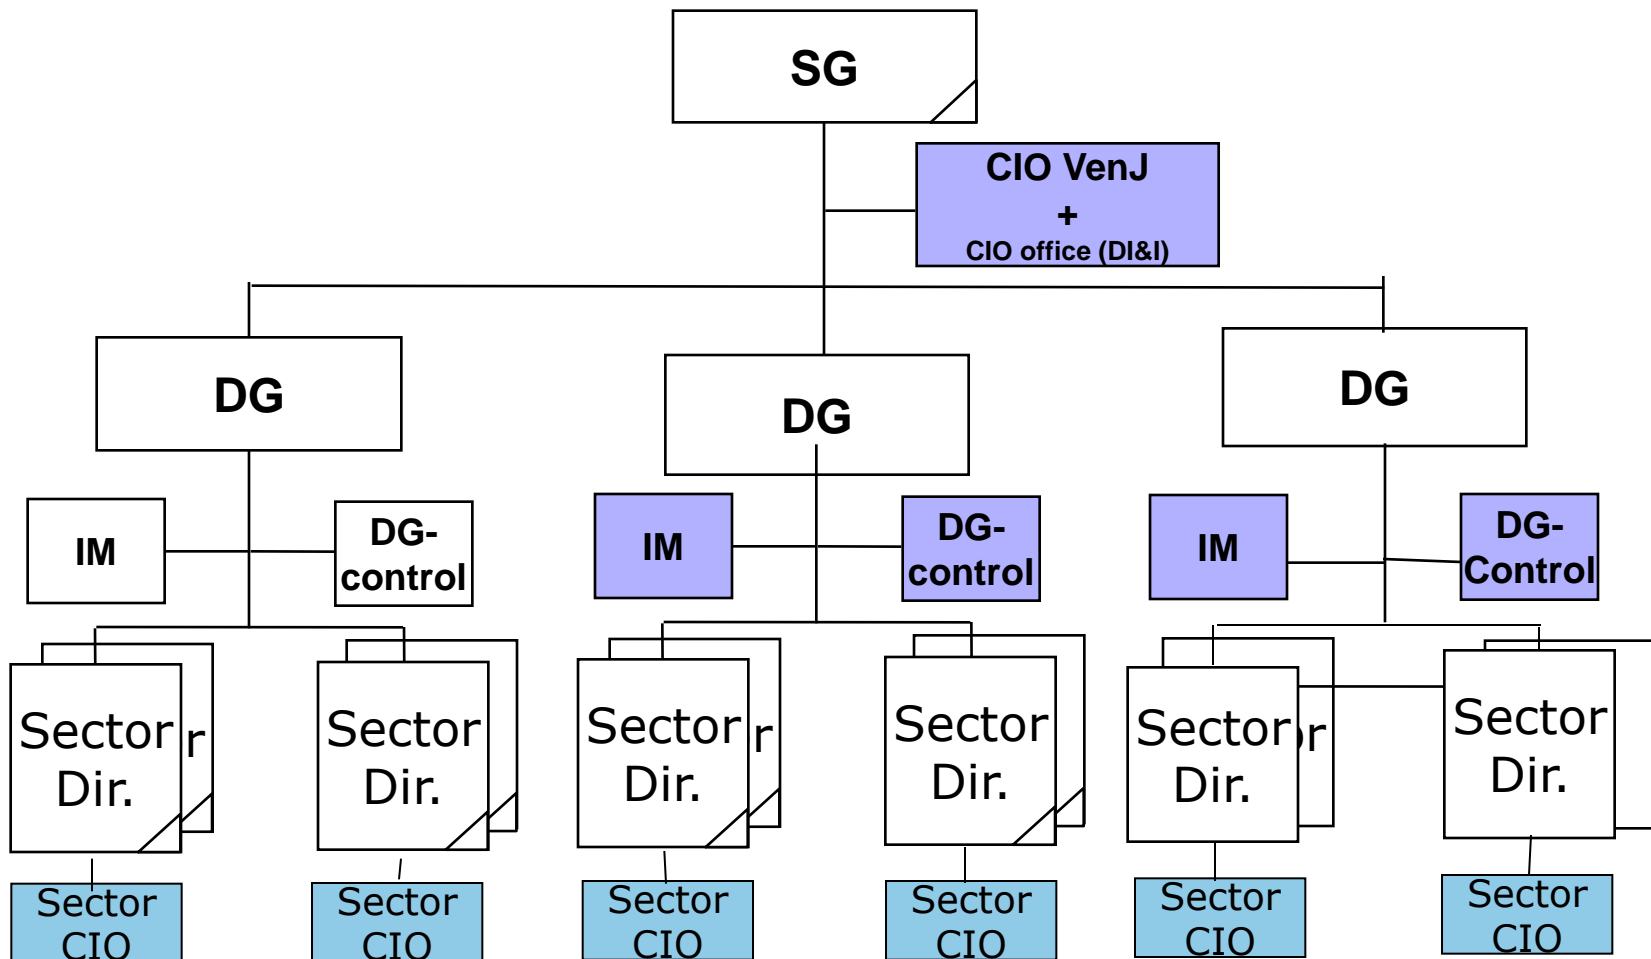 SG
CIO VenJ
+
CIO office (DI&I)
DG
DG
DG
IM
DG-
control
IM
DG-
control
IM
DG-
Control
Sector
Dir.
r
Sector
Dir.
Sector
Dir.
r
Sector
Dir.
Sector
Dir.
or
Sector
Dir.
Sector
CIO
Sector
CIO
Sector
CIO
Sector
CIO
Sector
CIO
Sector
CIO